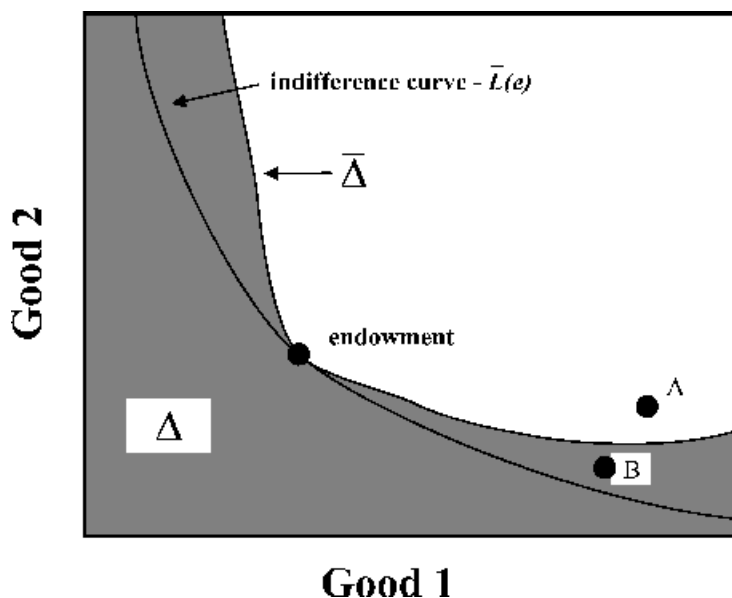 indifference curve - L̅(e)
Δ̅
Good 2
endowment
A
Δ
B
Good 1